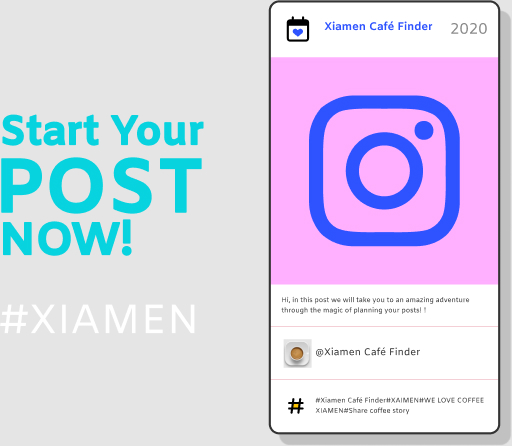 Start Your
POST
NOW!
#XIAMEN
Xiamen Café Finder
2020
Hi, in this post we will take you to an amazing adventure
through the magic of planning your posts! !
@Xiamen Café Finder
#Xiamen Café Finder#XAIMEN#WE LOVE COFFEE
XIAMEN#Share coffee story